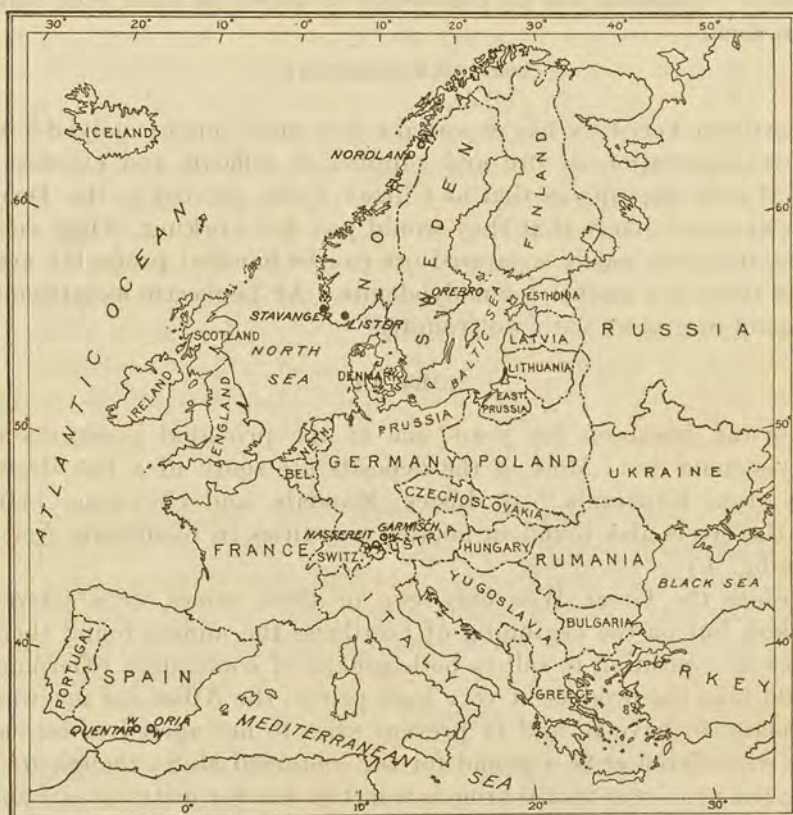 30° 20° 10° 0° 10° 20° 30° 40° 50°
ICELAND
NORDLAND
60° 60°
ATLANTIC OCEAN
NORWAY
SWEDEN
FINLAND
OREBRO
STAVANGER
LISTER
ESTHONIA
SCOTLAND
NORTH
SEA
BALTIC SEA
LATVIA
RUSSIA
DENMARK
LITHUANIA
IRELAND
ENGLAND
EAST
PRUSSIA
50° 50°
PRUSSIA
NETH.
BEL.
GERMANY
POLAND
UKRAINE
CZECHOSLOVAKIA
NASSEREIT
GARMISCH
W
FRANCE
SWITZ.
AUSTRIA
HUNGARY
RUMANIA
YUGOSLAVIA
BLACK SEA
ITALY
BULGARIA
40° 40°
PORTUGAL
SPAIN
TURKEY
GREECE
QUENTAR
W
ORIA
W
MEDITERRANEAN
SEA
0° 10° 20° 30°